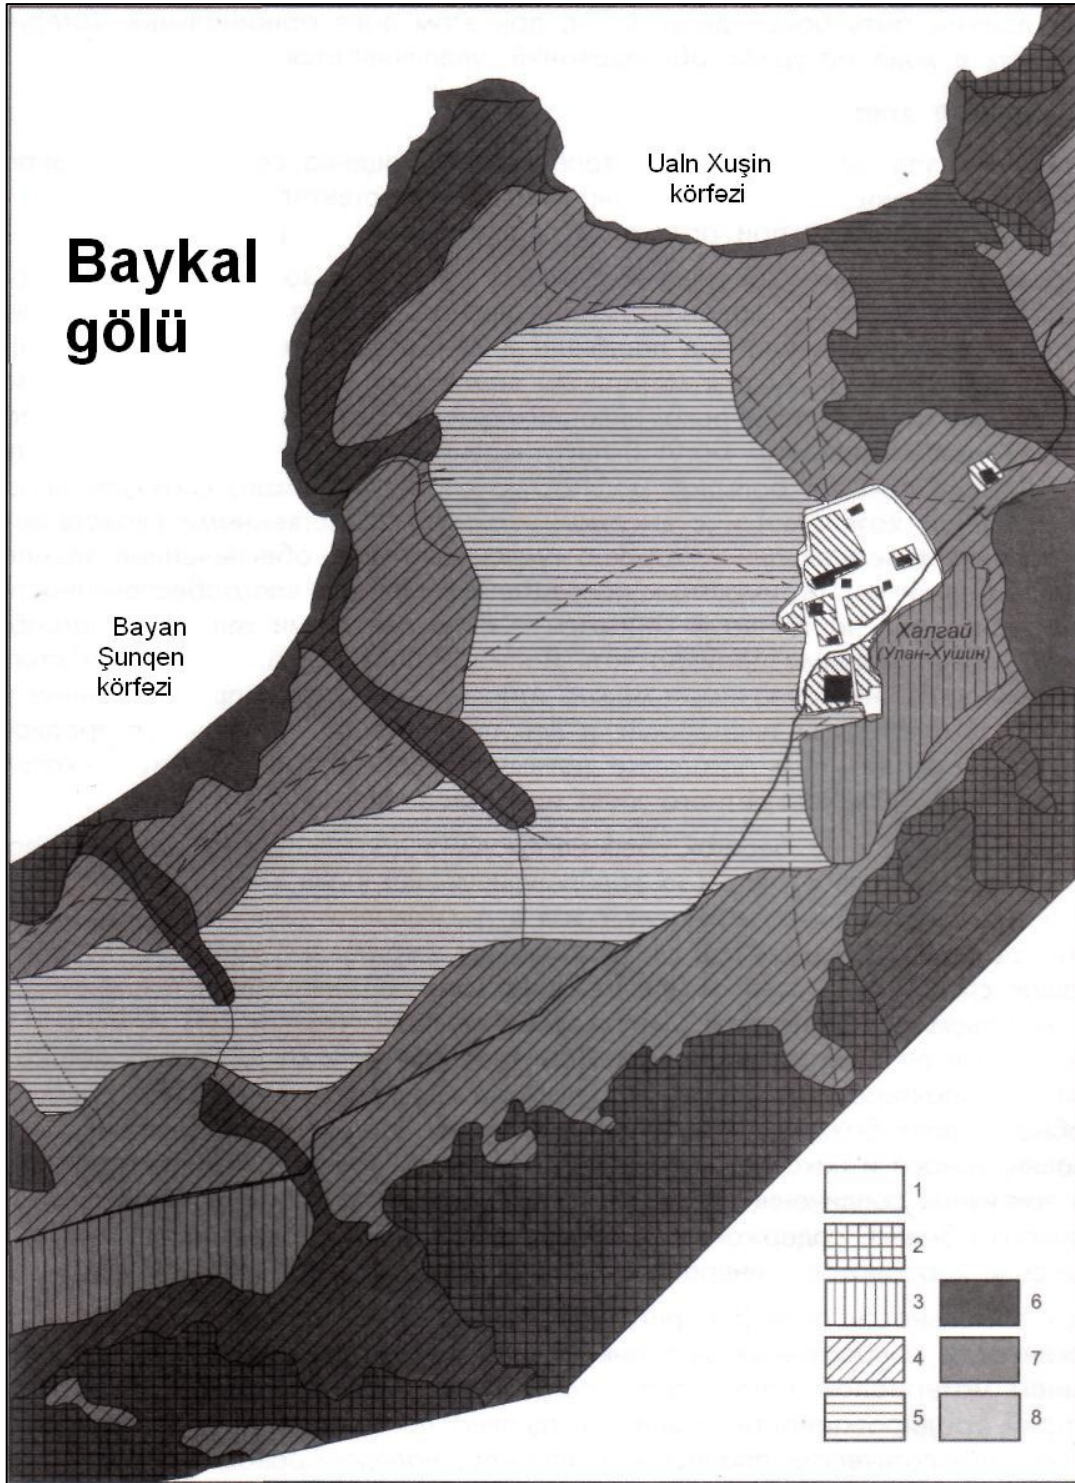 Ualn Xuşin
körfəzi
Baykal
gölü
Bayan
Şunqen
körfəzi
Халгай
(Улан-Хушин)
1
2
3
4
5
6
7
8